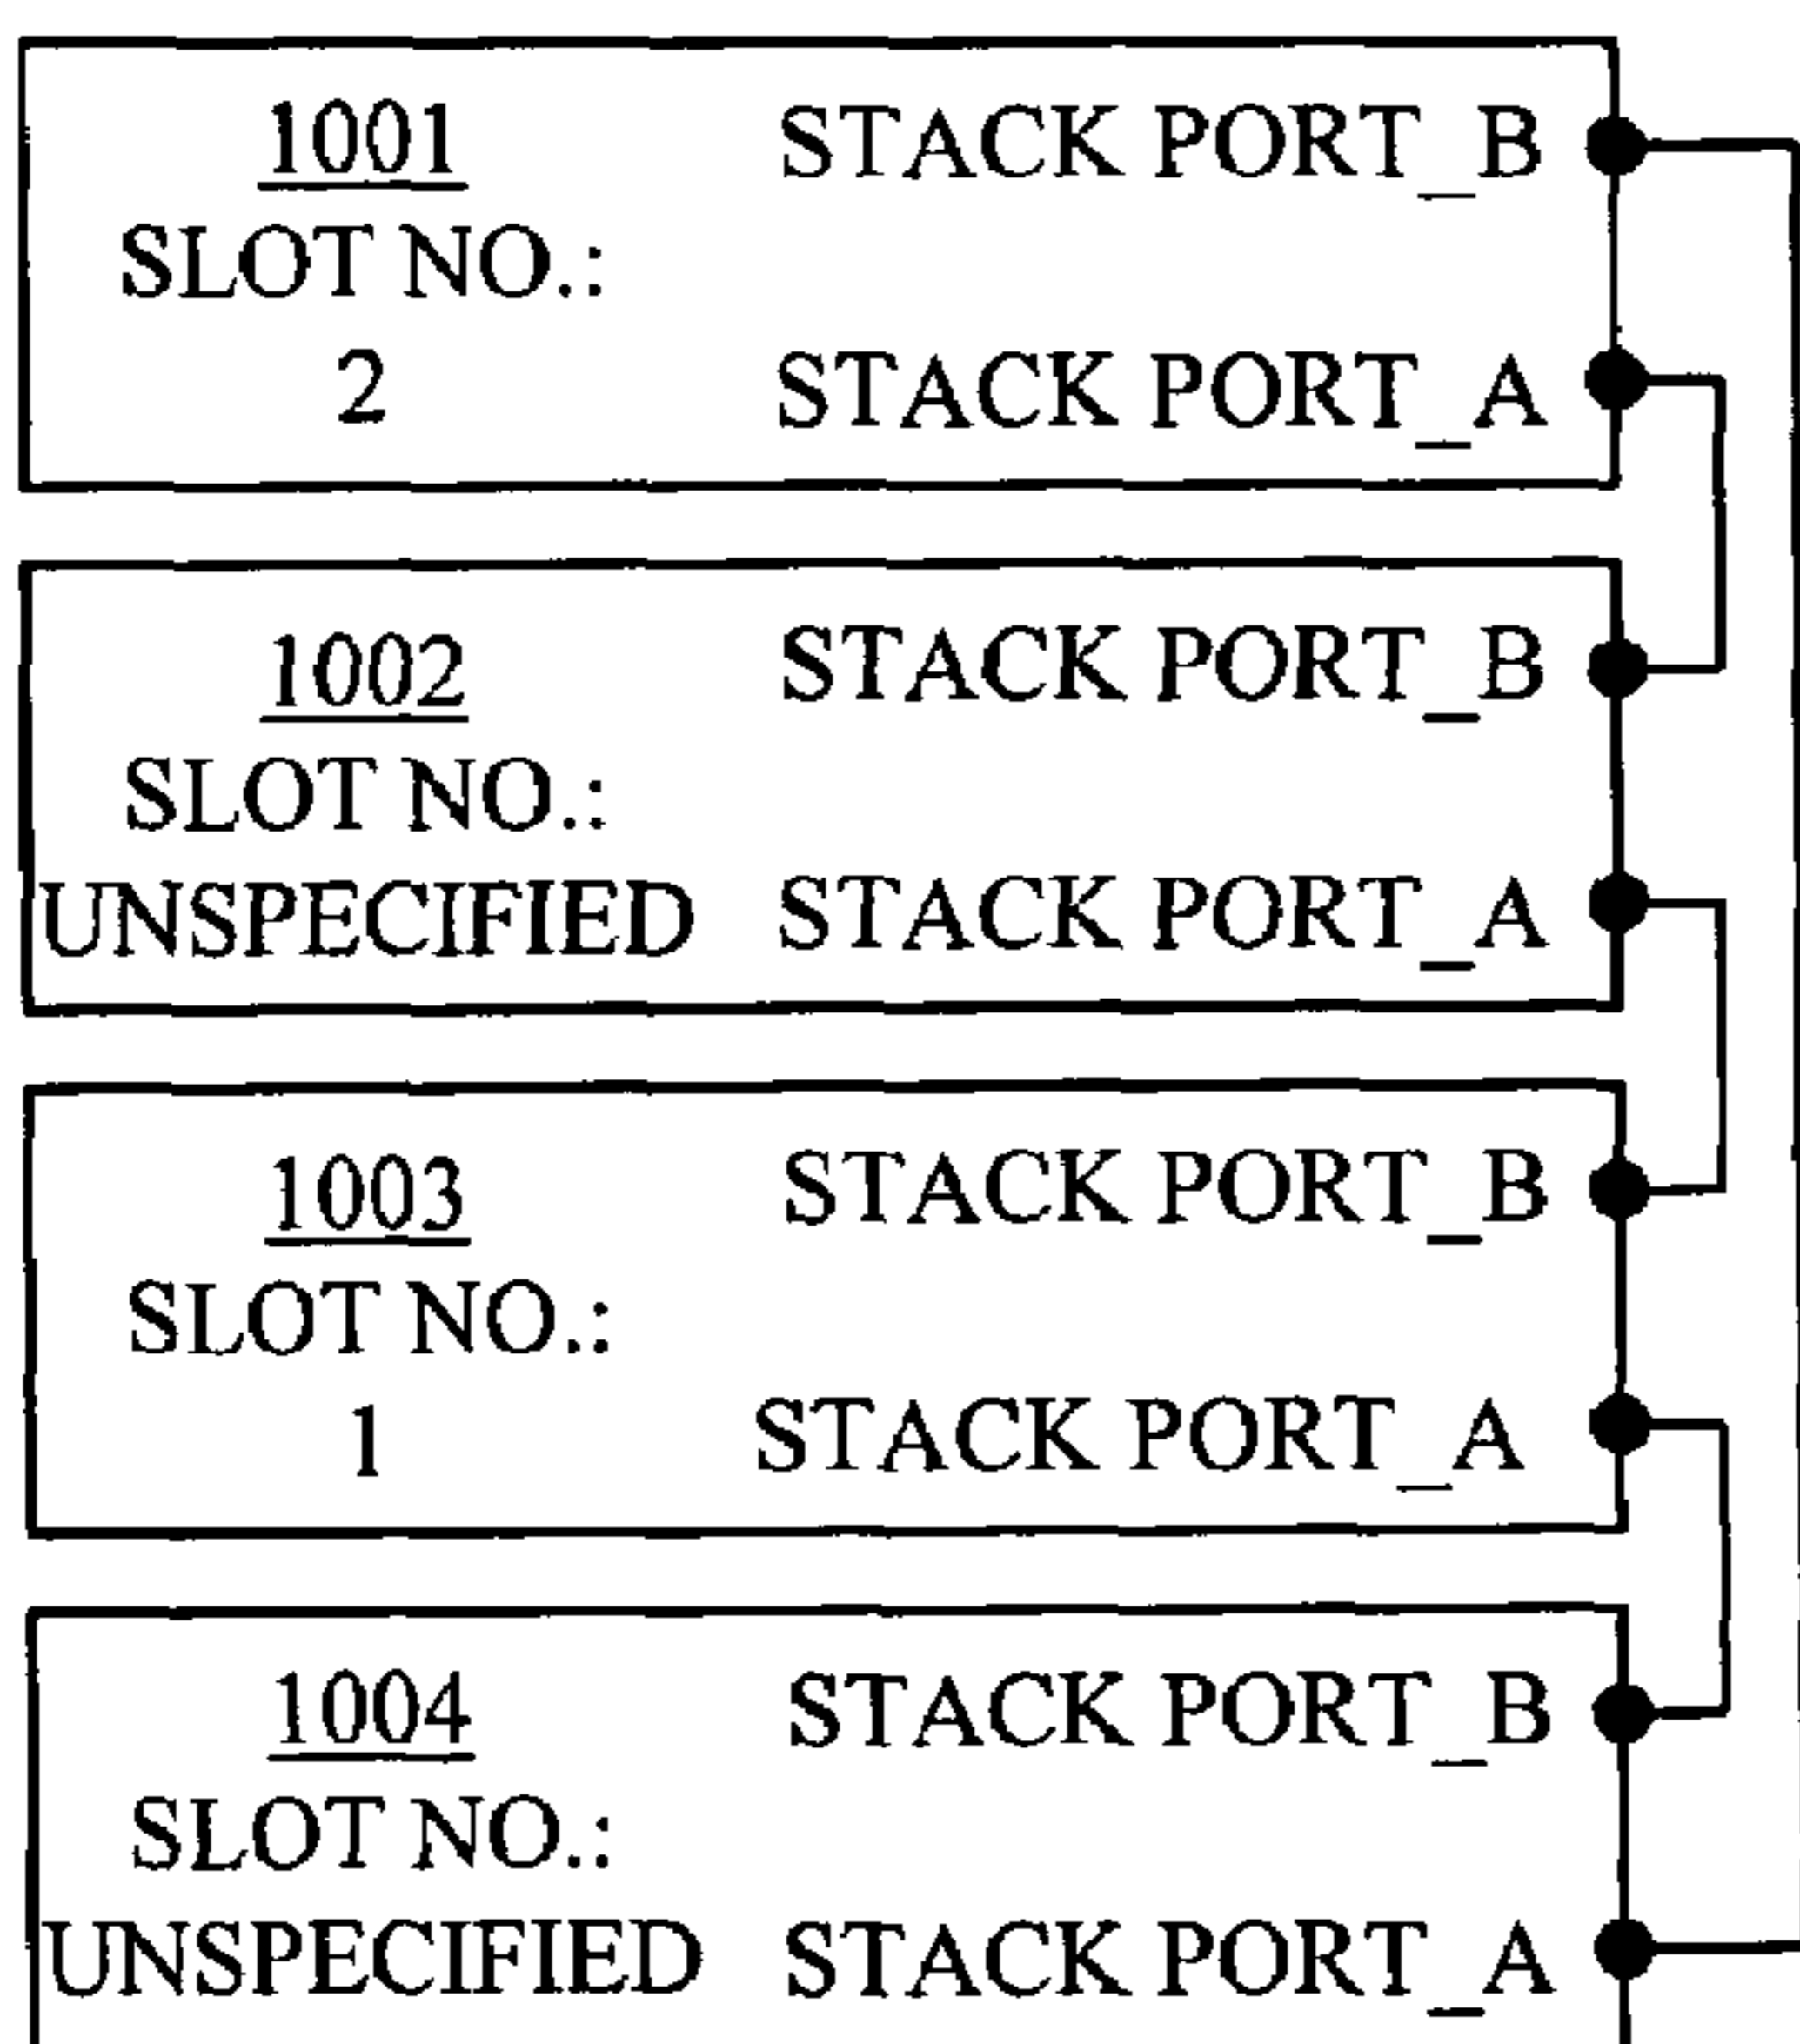 1001 STACK PORT_B
SLOT NO.:
2 STACK PORT_A
1002 STACK PORT_B
SLOT NO.:
UNSPECIFIED STACK PORT_A
1003 STACK PORT_B
SLOT NO.:
1 STACK PORT_A
1004 STACK PORT_B
SLOT NO.:
UNSPECIFIED STACK PORT_A